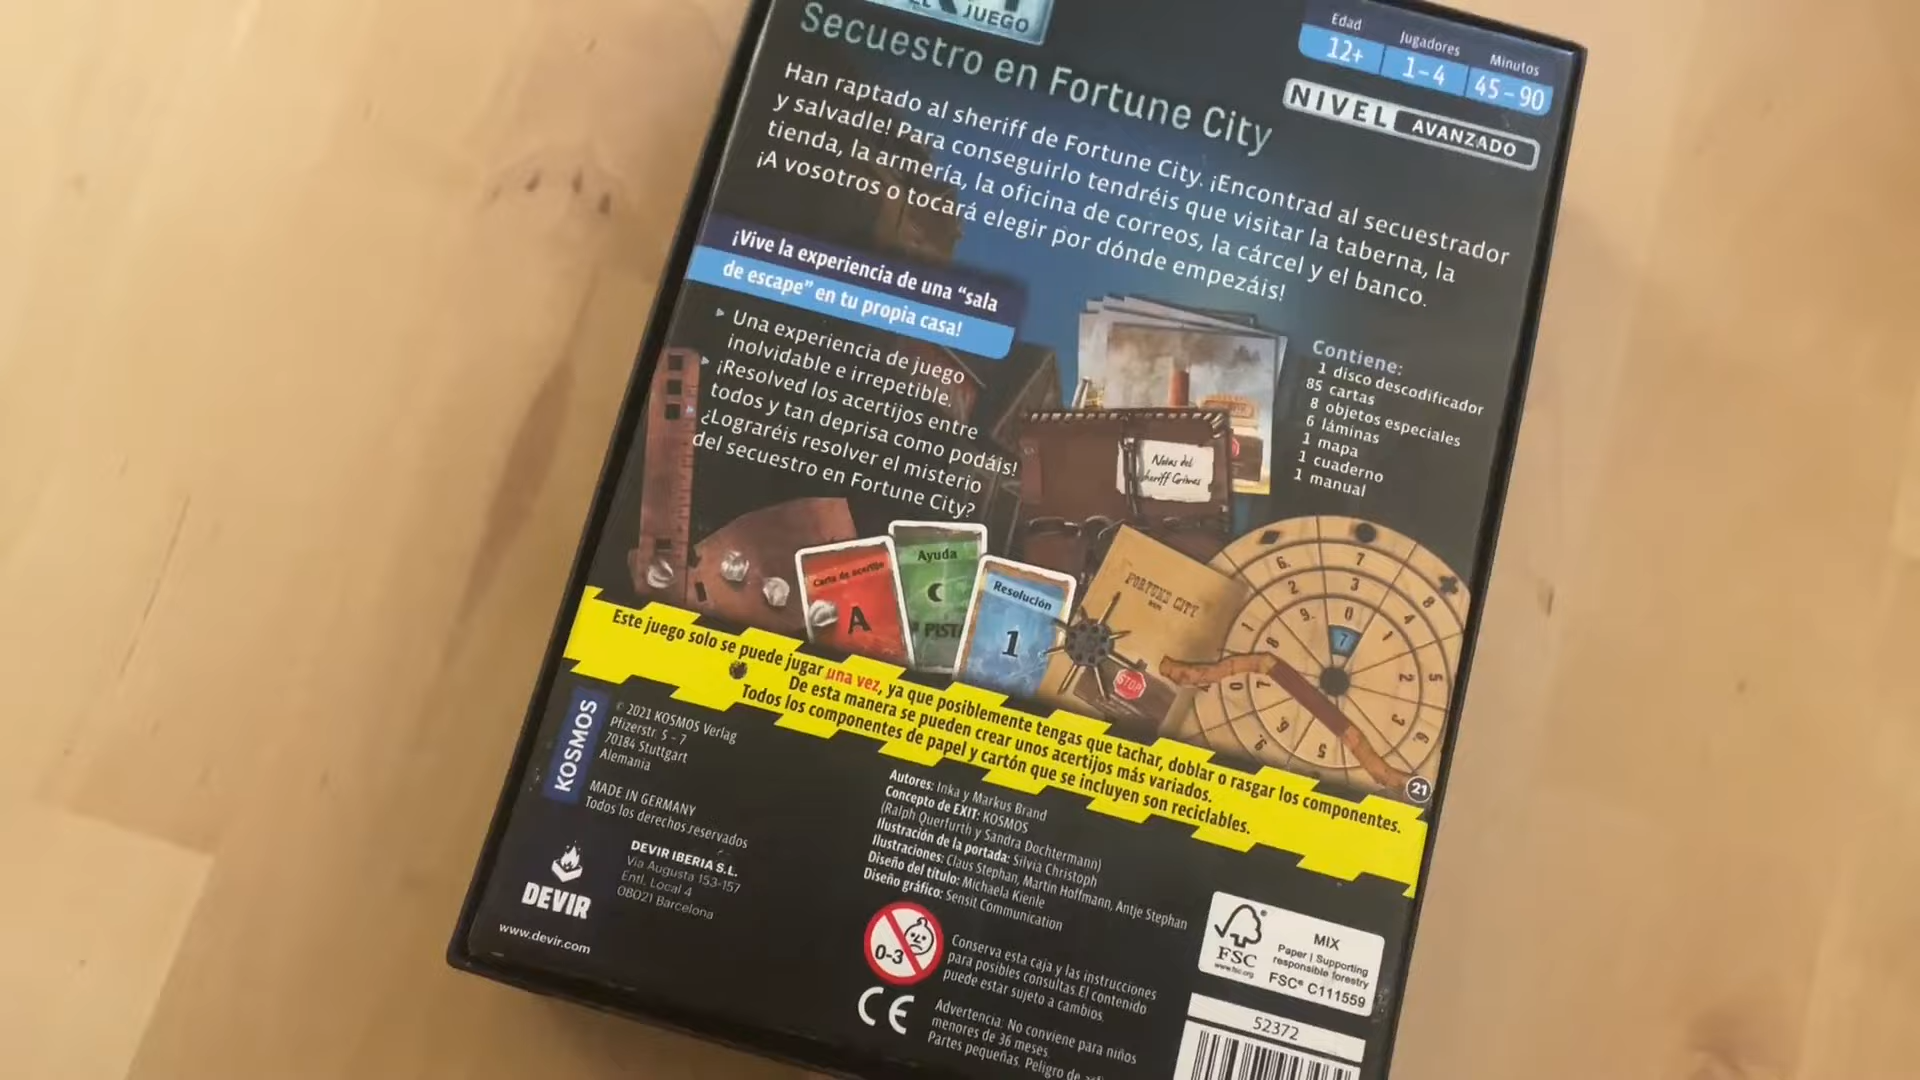 EL JUEGO
Secuestro en Fortune City
Edad
12+
Jugadores
1-4
Minutos
45-90
NIVEL AVANZADO
Han raptado al sheriff de Fortune City. ¡Encontrad al secuestrador
y salvadle! Para conseguirlo tendréis que visitar la taberna, la
tienda, la armería, la oficina de correos, la cárcel y el banco.
¡A vosotros o tocará elegir por dónde empezáis!
¡Vive la experiencia de una “sala
de escape” en tu propia casa!
Una experiencia de juego
inolvidable e irrepetible.
¡Resolved los acertijos entre
todos y tan deprisa como podáis!
¿Lograréis resolver el misterio
del secuestro en Fortune City?
Contiene:
1 disco descodificador
85 cartas
8 objetos especiales
6 láminas
1 mapa
1 cuaderno
1 manual
Notas del
sheriff
Carta de acertijo
A
Ayuda
PIST
Resolución
1
FORTUNE CITY
STOP
Este juego solo se puede jugar una vez, ya que posiblemente tengas que tachar, doblar o rasgar los componentes.
De esta manera se pueden crear unos acertijos más variados.
Todos los componentes de papel y cartón que se incluyen son reciclables.
21
KOSMOS
© 2021 KOSMOS Verlag
Pfizerstr. 5 - 7
70184 Stuttgart
Alemania
MADE IN GERMANY
Todos los derechos reservados
DEVIR
www.devir.com
DEVIR IBERIA S.L.
Via Augusta 153-157
Entl. Local 4
08021 Barcelona
Autores: Inka y Markus Brand
Concepto de EXIT: KOSMOS
(Ralph Querfurth y Sandra Dochtermann)
Ilustración de la portada: Silvia Christoph
Ilustraciones: Claus Stephan, Martin Hoffmann, Antje Stephan
Diseño del título: Michaela Kienle
Diseño gráfico: Sensit Communication
0-3
CE
Conserva esta caja y las instrucciones
para posibles consultas. El contenido
puede estar sujeto a cambios.
Advertencia: No conviene para niños
menores de 36 meses.
Partes pequeñas. Peligro de
FSC
www.fsc.org
MIX
Paper | Supporting
responsible forestry
FSC® C111559
52372